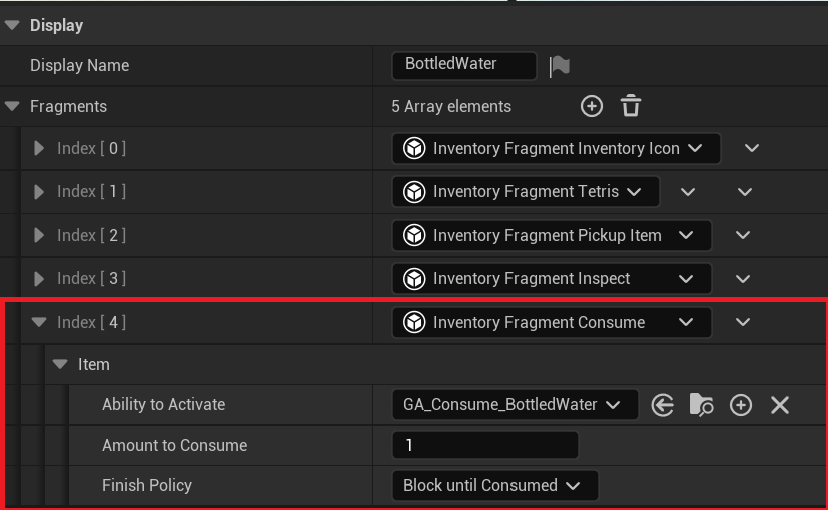 Display
Display Name BottledWater
Fragments 5 Array elements
Index [ 0 ] Inventory Fragment Inventory Icon
Index [ 1 ] Inventory Fragment Tetris
Index [ 2 ] Inventory Fragment Pickup Item
Index [ 3 ] Inventory Fragment Inspect
Index [ 4 ] Inventory Fragment Consume
Item
Ability to Activate GA_Consume_BottledWater
Amount to Consume 1
Finish Policy Block until Consumed